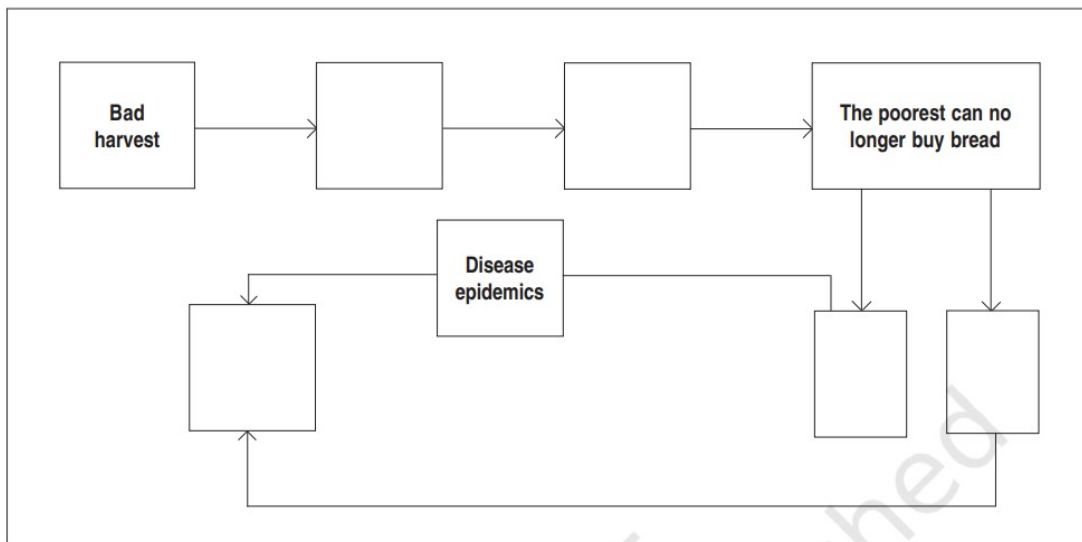 Bad
harvest
The poorest can no
longer buy bread
Disease
epidemics